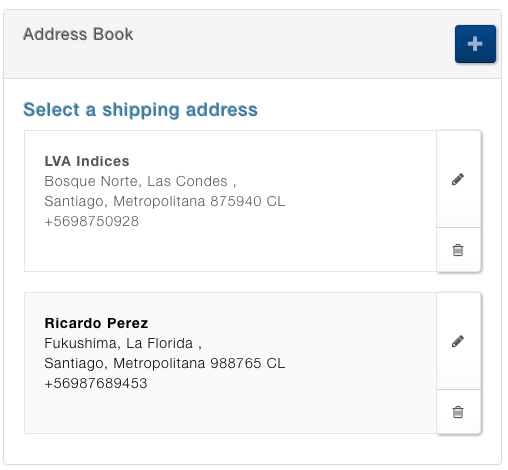 Address Book
Select a shipping address
LVA Indices
Bosque Norte, Las Condes ,
Santiago, Metropolitana 875940 CL
+5698750928
Ricardo Perez
Fukushima, La Florida ,
Santiago, Metropolitana 988765 CL
+56987689453